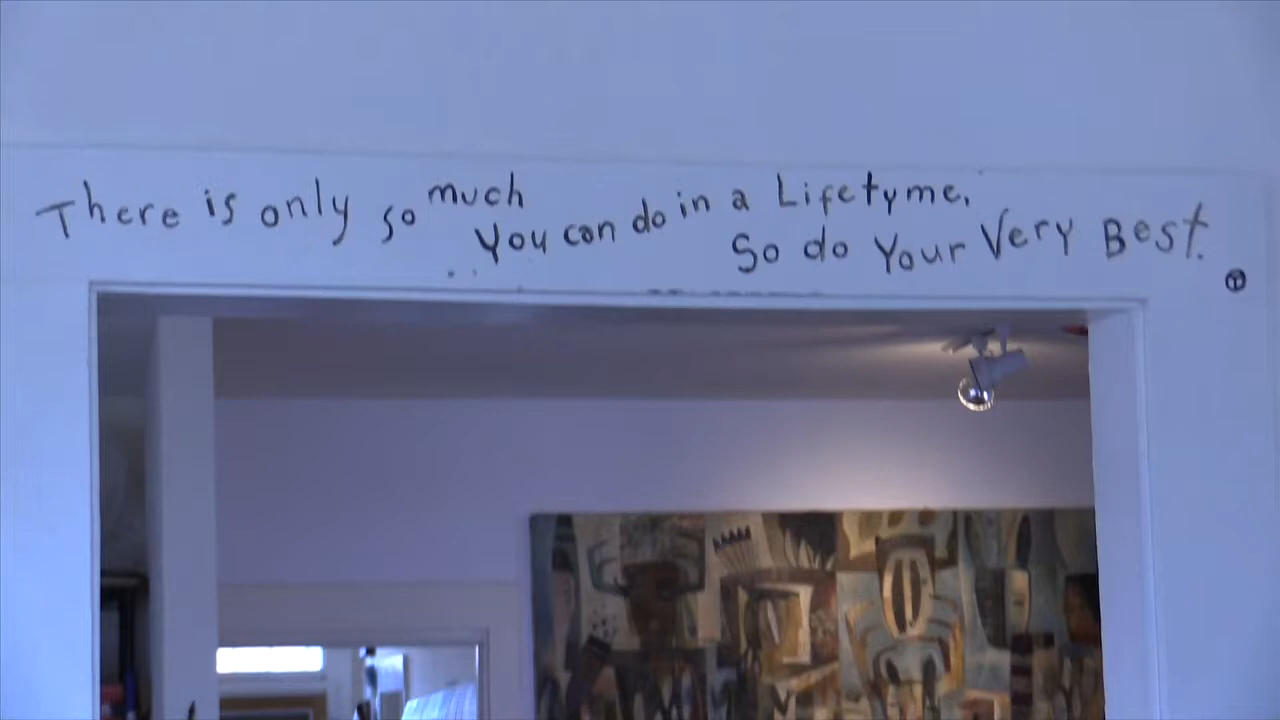 There is only so much
You can do in a Lifetyme,
So do Your Very Best.